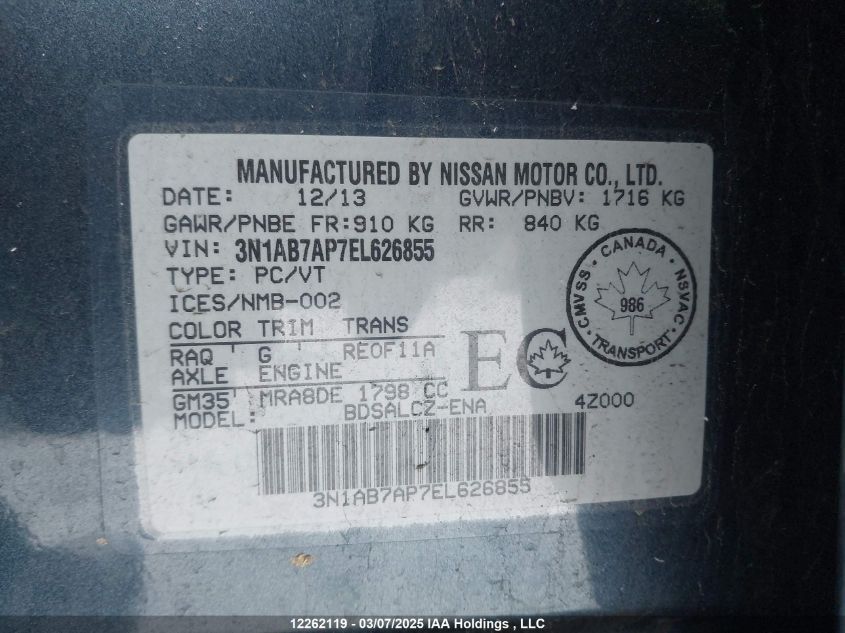 MANUFACTURED BY NISSAN MOTOR CO., LTD.
DATE: 12/13 GVWR/PNBV: 1716 KG
GAWR/PNBE FR:910 KG RR: 840 KG
VIN: 3N1AB7AP7EL626855
TYPE: PC/VT
ICES/NMB-002
COLOR TRIM TRANS
RAQ ' G ' RE0F11A
AXLE ENGINE
GM35' MRA8DE 1798 CC
MODEL: BDSALCZ-ENA 4Z000
EC
CMVSS · CANADA · NSVAC · TRANSPORT ·
986
3N1AB7AP7EL626855
12262119 - 03/07/2025 IAA Holdings , LLC